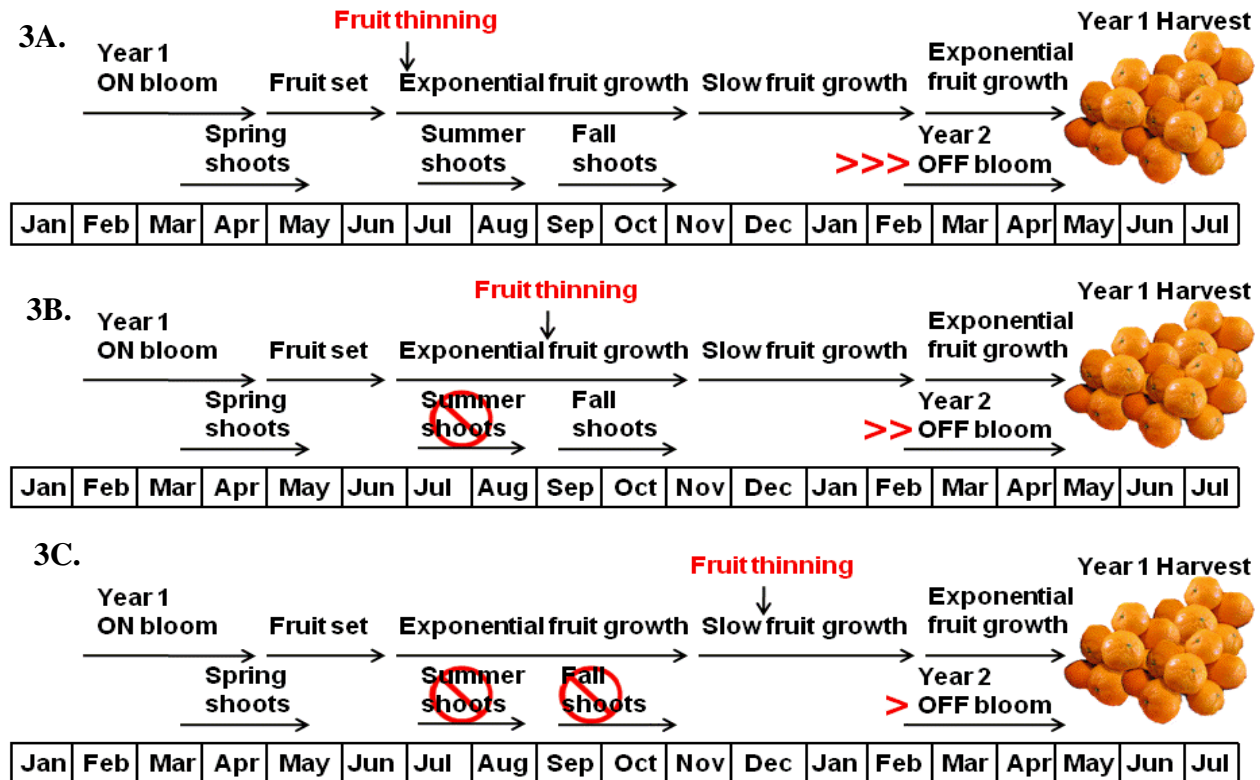 Fruit thinning
3A.
Year 1
ON bloom
Fruit set
Exponential fruit growth
Slow fruit growth
Exponential
fruit growth
Year 1 Harvest
Spring
shoots
Summer
shoots
Fall
shoots
>>>
Year 2
OFF bloom
Jan Feb Mar Apr May Jun Jul Aug Sep Oct Nov Dec Jan Feb Mar Apr May Jun Jul
Fruit thinning
3B.
Year 1
ON bloom
Fruit set
Exponential fruit growth
Slow fruit growth
Exponential
fruit growth
Year 1 Harvest
Spring
shoots
Summer
shoots
Fall
shoots
>>
Year 2
OFF bloom
Jan Feb Mar Apr May Jun Jul Aug Sep Oct Nov Dec Jan Feb Mar Apr May Jun Jul
3C.
Fruit thinning
Year 1
ON bloom
Fruit set
Exponential fruit growth
Slow fruit growth
Exponential
fruit growth
Year 1 Harvest
Spring
shoots
Summer
shoots
Fall
shoots
>
Year 2
OFF bloom
Jan Feb Mar Apr May Jun Jul Aug Sep Oct Nov Dec Jan Feb Mar Apr May Jun Jul